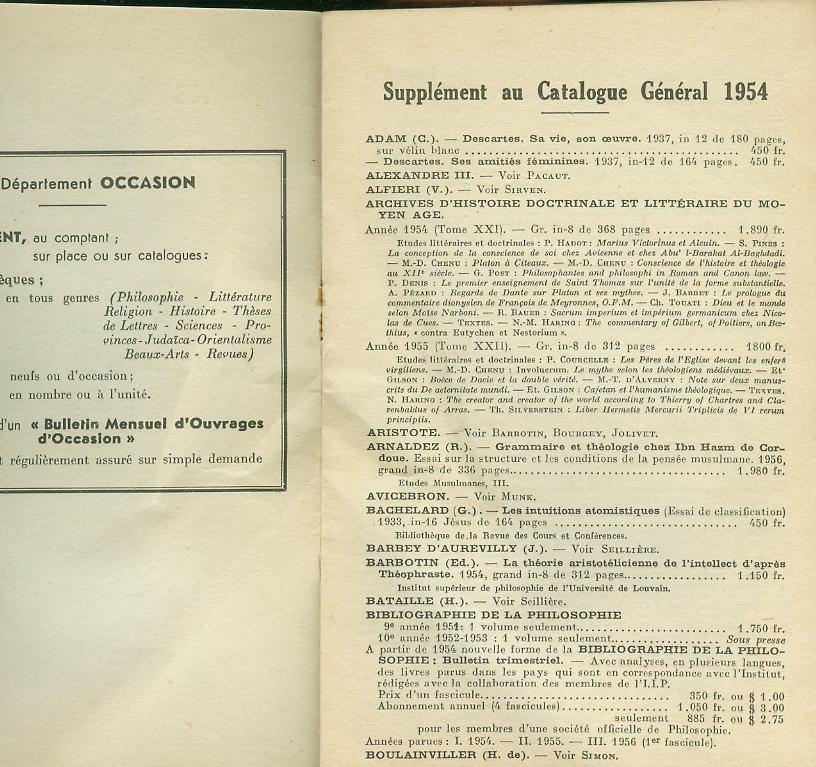 Département OCCASION
ENT, au comptant ;
sur place ou sur catalogues :
èques ;
en tous genres (Philosophie - Littérature
Religion - Histoire - Thèses
de Lettres - Sciences - Pro-
vinces - Judaïca - Orientalisme
Beaux-Arts - Revues)
neufs ou d'occasion ;
en nombre ou à l'unité.
d'un « Bulletin Mensuel d'Ouvrages
d'Occasion »
t régulièrement assuré sur simple demande
Supplément au Catalogue Général 1954
ADAM (C.). — Descartes. Sa vie, son œuvre. 1937, in 12 de 180 pages,
sur vélin blanc .......... 450 fr.
— Descartes. Ses amitiés féminines. 1937, in-12 de 164 pages. 450 fr.
ALEXANDRE III. — Voir PACAUT.
ALFIERI (V.). — Voir SIRVEN.
ARCHIVES D'HISTOIRE DOCTRINALE ET LITTÉRAIRE DU MO-
YEN AGE.
Année 1954 (Tome XXI). — Gr. in-8 de 368 pages ............ 1.890 fr.
Etudes littéraires et doctrinales : P. HADOT : Marius Victorinus et Alcuin. — S. PINES :
La conception de la conscience de soi chez Avicenne et chez Abu' l-Barakat Al-Baghdadi.
— M.-D. CHENU : Platon à Citeaux. — M.-D. CHENU : Conscience de l'histoire et théologie
au XIIe siècle. — G. POST : Philosophantes and philosophi in Roman and Canon law. —
P. DENIS : Le premier enseignement de Saint Thomas sur l'unité de la forme substantielle.
A. PÉZARD : Regards de Dante sur Platon et ses mythes. — J. BARBET : Le prologue du
commentaire dionysien de François de Meyronnes, O.F.M. — Ch. TOUATI : Dieu et le monde
selon Moïse Narboni. — R. BAUER : Sacrum imperium et impérium germanicum chez Nico-
las de Cues. — TEXTES. — N.-M. HARING : The commentary of Gilbert, of Poitiers, on Boe-
thius, « contra Eutychen et Nestorium ».
Année 1955 (Tome XXII). — Gr. in-8 de 312 pages ............ 1800 fr.
Etudes littéraires et doctrinales : P. COURCELLE : Les Pères de l'Eglise devant les enfers
virgiliens. — M.-D. CHENU : Involucrum. Le mythe selon les théologiens médiévaux. — Et.
GILSON : Boèce de Dacie et la double vérité. — M.-T. D'ALVERNY : Note sur deux manus-
crits du De aeternitate mundi. — Et. GILSON : Cajetan et l'humanisme théologique. — TEXTES.
N. HARING : The creator and creator of the world according to Thierry of Chartres and Cla-
renbaldus of Arras. — Th. SILVERSTEIN : Liber Hermetis Mercurii Triplicis de VI rerum
principiis.
ARISTOTE. — Voir BARBOTIN, BOURGEY, JOLIVET.
ARNALDEZ (R.). — Grammaire et théologie chez Ibn Hazm de Cor-
doue. Essai sur la structure et les conditions de la pensée musulmane. 1956,
grand in-8 de 336 pages.......... 1.980 fr.
Etudes Musulmanes, III.
AVICEBRON. — Voir MUNK.
BACHELARD (G.). — Les intuitions atomistiques (Essai de classification)
1933, in-16 Jésus de 164 pages .......... 450 fr.
Bibliothèque de la Revue des Cours et Conférences.
BARBEY D'AUREVILLY (J.). — Voir SEILLIÈRE.
BARBOTIN (Ed.). — La théorie aristotélicienne de l'intellect d'après
Théophraste. 1954, grand in-8 de 312 pages.......... 1.150 fr.
Institut supérieur de philosophie de l'Université de Louvain.
BATAILLE (H.). — Voir Seillière.
BIBLIOGRAPHIE DE LA PHILOSOPHIE
9e année 1951: 1 volume seulement.......... 1.750 fr.
10e année 1952-1953 : 1 volume seulement.......... Sous presse
A partir de 1954 nouvelle forme de la BIBLIOGRAPHIE DE LA PHILO-
SOPHIE : Bulletin trimestriel. — Avec analyses, en plusieurs langues,
des livres parus dans les pays qui sont en correspondance avec l'Institut,
rédigées avec la collaboration des membres de l'I.I.P.
Prix d'un fascicule.......... 350 fr. ou $ 1.00
Abonnement annuel (4 fascicules) .......... 1.050 fr. ou $ 3.00
seulement 885 fr. ou $ 2.75
pour les membres d'une société officielle de Philosophie.
Années parues : I. 1954. — II. 1955. — III. 1956 (1er fascicule).
BOULAINVILLER (H. de). — Voir SIMON.